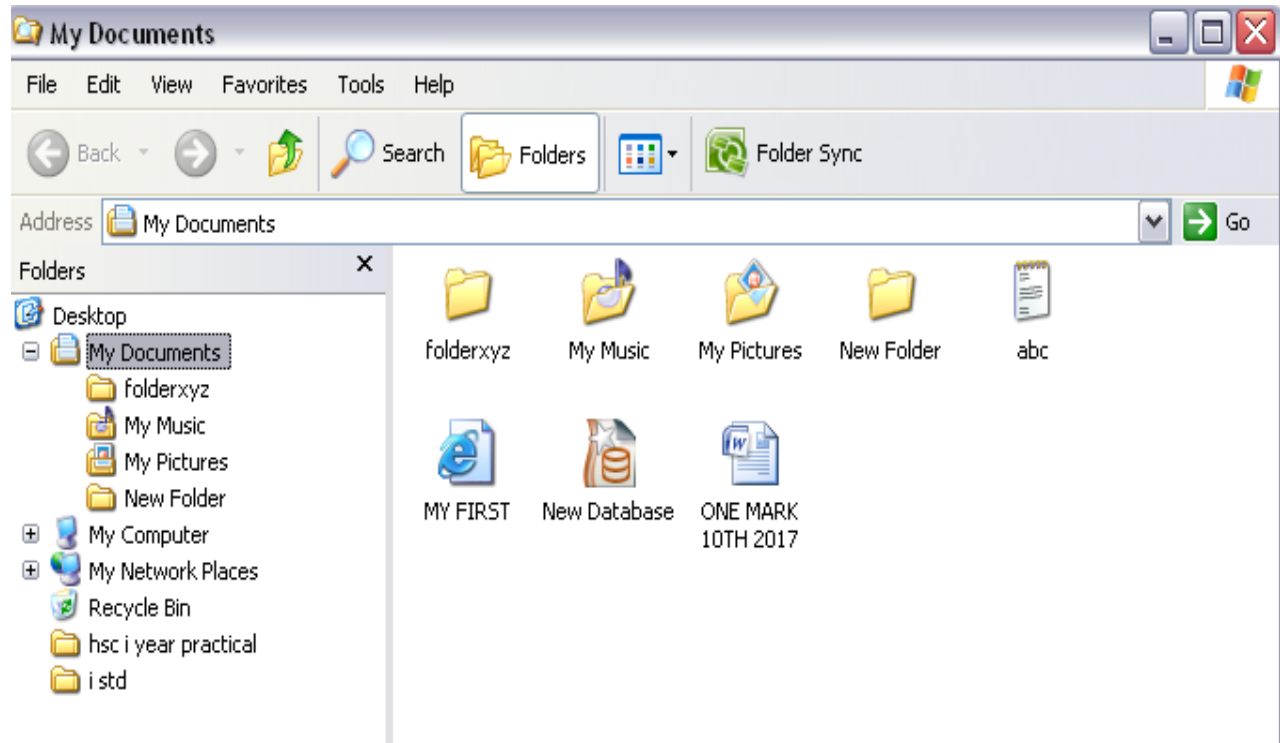 My Documents
File Edit View Favorites Tools Help
Back Search Folders Folder Sync
Address My Documents Go
Folders
Desktop
My Documents
folderxyz
My Music
My Pictures
New Folder
My Computer
My Network Places
Recycle Bin
hsc i year practical
i std
folderxyz My Music My Pictures New Folder abc
MY FIRST New Database ONE MARK
10TH 2017